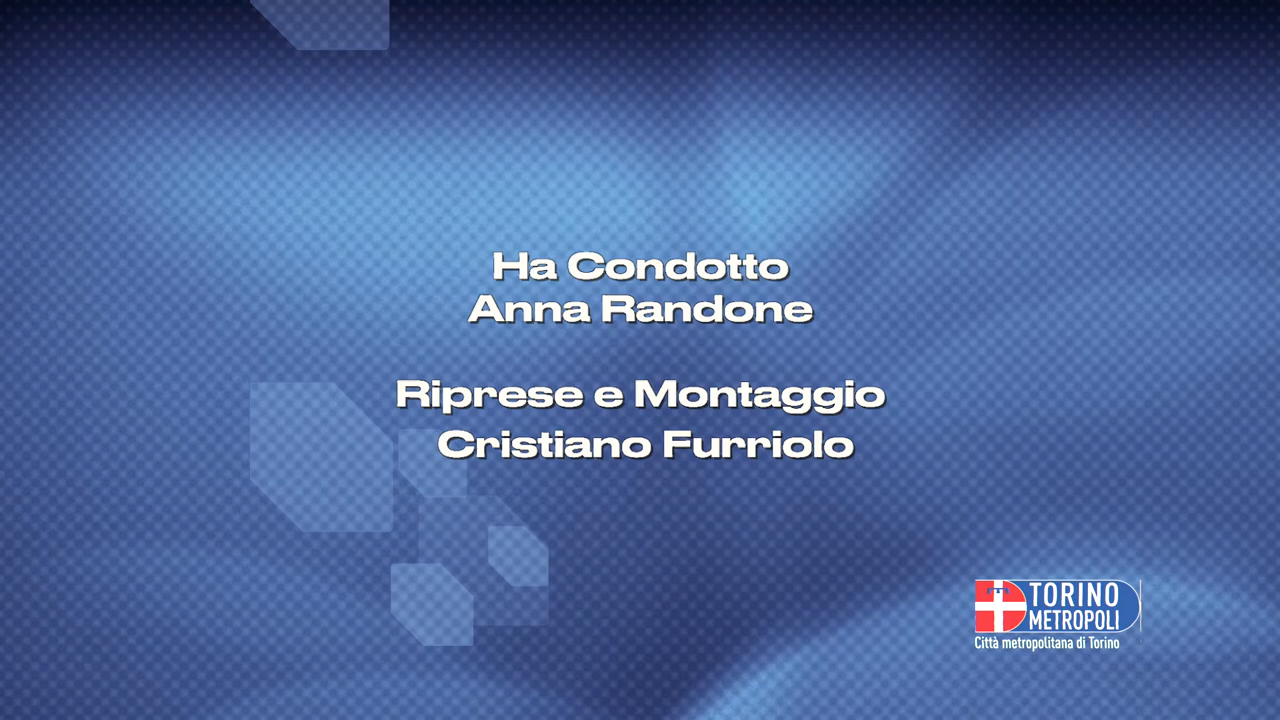 Ha Condotto
Anna Randone
Riprese e Montaggio
Cristiano Furriolo
TORINO
METROPOLI
Città metropolitana di Torino